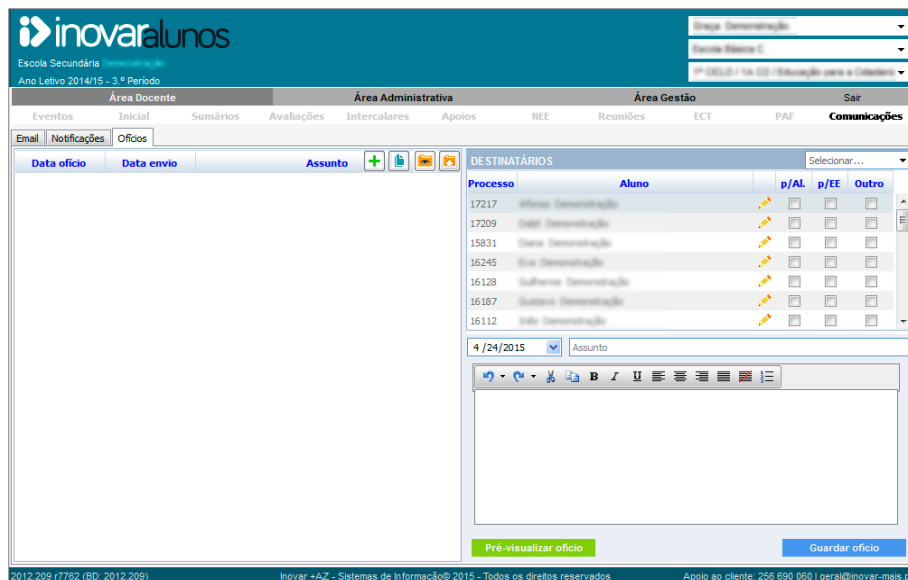 inovaralunos
Escola Secundária
Ano Letivo 2014/15 - 3.º Período
Área Docente Área Administrativa Área Gestão Sair
Eventos Inicial Sumários Avaliações Intercalares Apoios NEE Reuniões ECT PAF Comunicações
Email Notificações Ofícios
Data ofício Data envio Assunto
DESTINATÁRIOS Selecionar...
Processo Aluno p/Al. p/EE Outro
17217
17209
15831
16245
16128
16187
16112
4 /24/2015 Assunto
B I U
Pré-visualizar ofício Guardar ofício
2012.209 r7762 (BD: 2012.209) Inovar +AZ - Sistemas de Informação© 2015 - Todos os direitos reservados Apoio ao cliente: 256 690 060 | geral@inovar-mais.p